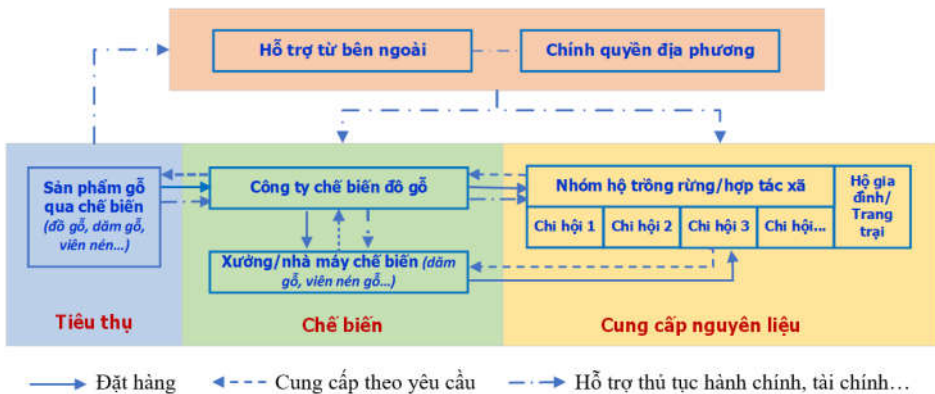 Hỗ trợ từ bên ngoài
Chính quyền địa phương
Sản phẩm gỗ
qua chế biến
(đồ gỗ, dăm gỗ,
viên nén...)
Công ty chế biến đồ gỗ
Xưởng/nhà máy chế biến (dăm
gỗ, viên nén gỗ...)
Nhóm hộ trồng rừng/hợp tác xã
Chi hội 1
Chi hội 2
Chi hội 3
Chi hội...
Hộ gia
đình/
Trang
trại
Tiêu thụ
Chế biến
Cung cấp nguyên liệu
Đặt hàng
Cung cấp theo yêu cầu
Hỗ trợ thủ tục hành chính, tài chính…